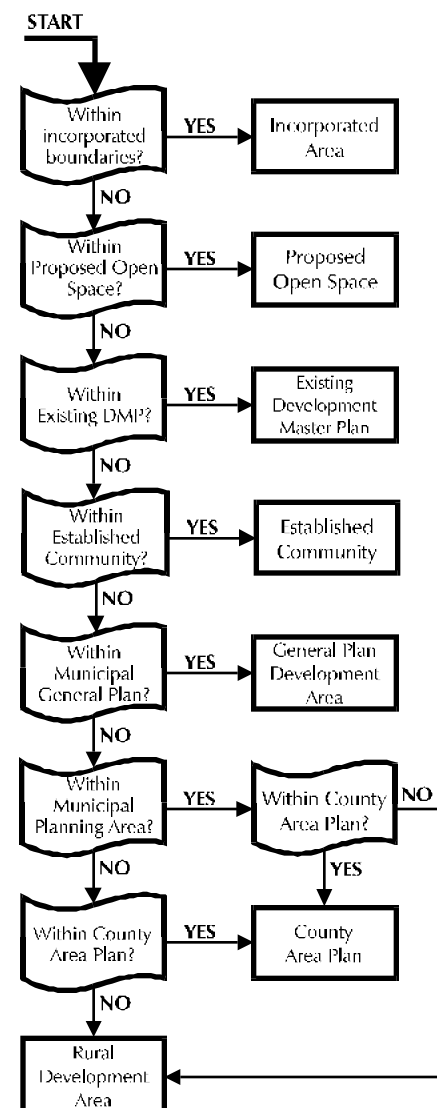 START
Within
incorporated
boundaries?
YES
Incorporated
Area
NO
Within
Proposed Open
Space?
YES
Proposed
Open Space
NO
Within
Existing DMP?
YES
Existing
Development
Master Plan
NO
Within
Established
Community?
YES
Established
Community
NO
Within
Municipal
General Plan?
YES
General Plan
Development
Area
NO
Within
Municipal
Planning Area?
YES
Within County
Area Plan?
NO
YES
NO
Within County
Area Plan?
YES
County
Area Plan
NO
Rural
Development
Area